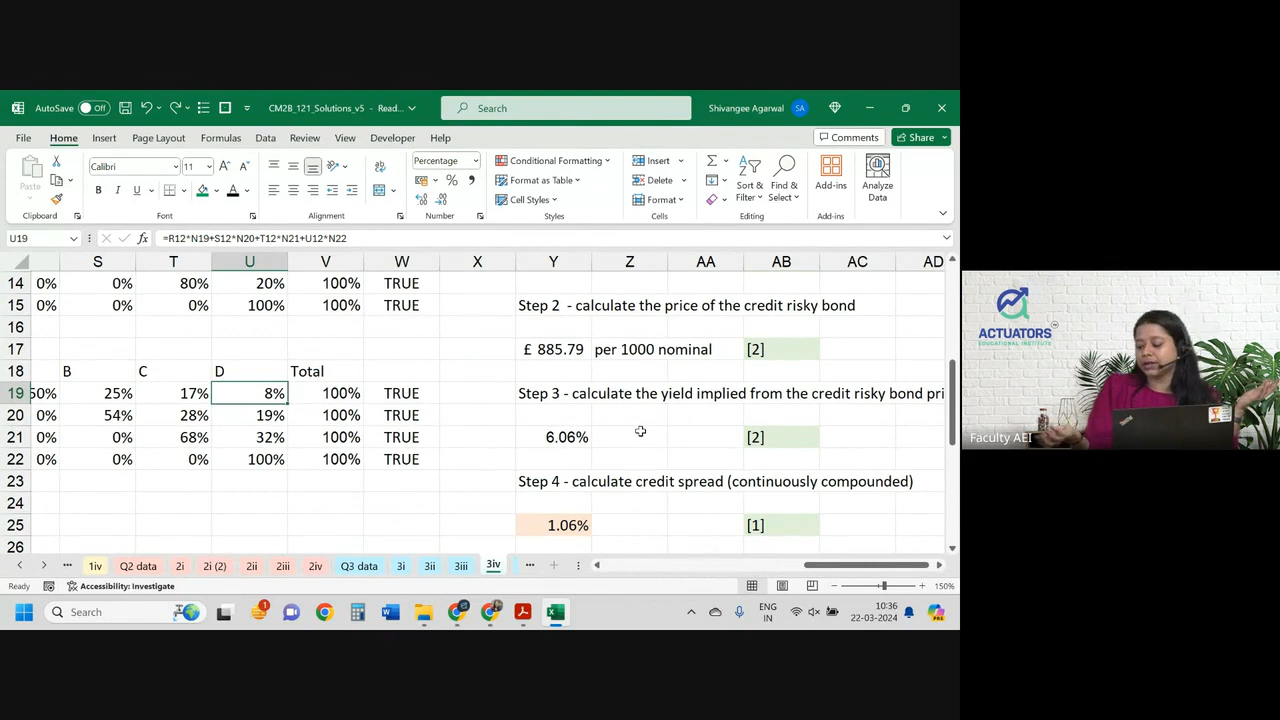 AutoSave Off CM2B_121_Solutions_v5 - Read... Search Shivangee Agarwal SA
File Home Insert Page Layout Formulas Data Review View Developer Help Comments Share
Paste Calibri 11 Percentage Conditional Formatting Insert
Format as Table Delete Sort & Filter Find & Select Add-ins Analyze Data
B I U Cell Styles Format
Clipboard Font Alignment Number Styles Cells Editing Add-ins
U19 fx =R12*N19+S12*N20+T12*N21+U12*N22
S T U V W X Y Z AA AB AC AD
14 0% 0% 80% 20% 100% TRUE
15 0% 0% 0% 100% 100% TRUE Step 2 - calculate the price of the credit risky bond
16
17 £ 885.79 per 1000 nominal [2]
18 B C D Total
19 50% 25% 17% 8% 100% TRUE Step 3 - calculate the yield implied from the credit risky bond pri
20 0% 54% 28% 19% 100% TRUE
21 0% 0% 68% 32% 100% TRUE 6.06% [2]
22 0% 0% 0% 100% 100% TRUE
23 Step 4 - calculate credit spread (continuously compounded)
24
25 1.06% [1]
26
1iv Q2 data 2i 2i (2) 2ii 2iii 2iv Q3 data 3i 3ii 3iii 3iv
Ready Accessibility: Investigate 150%
Search ENG IN 10:36 22-03-2024
ACTUATORS
EDUCATIONAL INSTITUTE
Faculty AEI